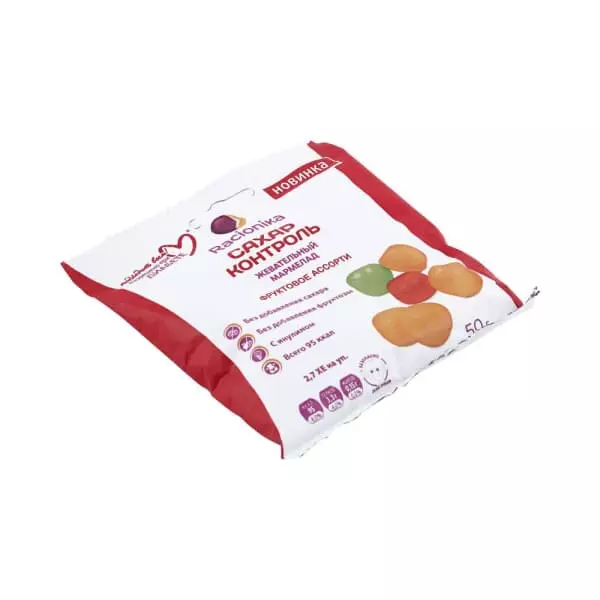 НОВИНКА
Racionika
САХАР
КОНТРОЛЬ
ЖЕВАТЕЛЬНЫЙ
МАРМЕЛАД
ФРУКТОВОЕ АССОРТИ
Без добавления сахара
Без добавления фруктозы
С инулином
Всего 95 ккал
2,7 ХЕ на уп.
50
95